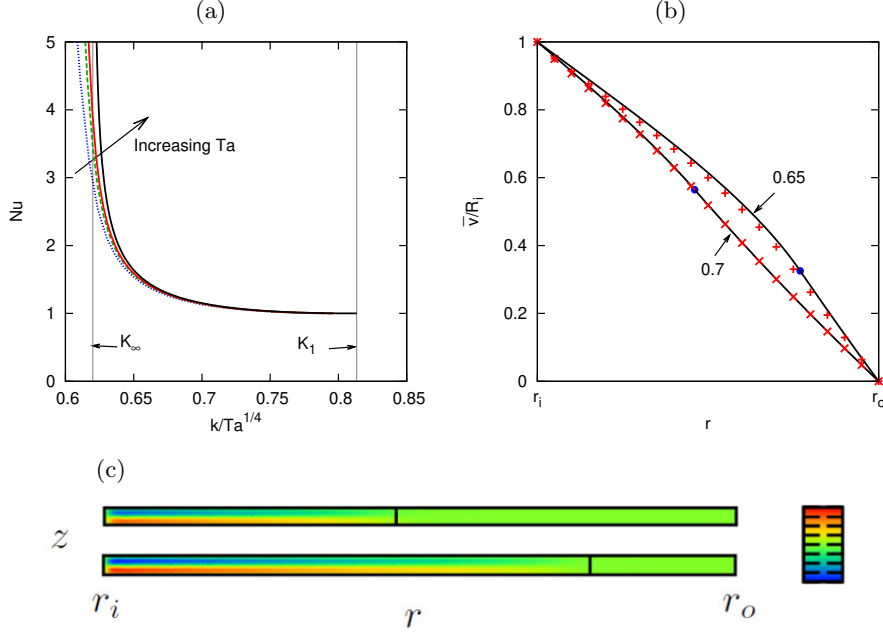 (a)
5
4
3
2
1
0
Nu
Increasing Ta
K∞
K1
0.6 0.65 0.7 0.75 0.8 0.85
k/Ta^{1/4}
(b)
1
0.8
0.6
0.4
0.2
0
v̅/Ri
0.65
0.7
ri ro
r
(c)
z
ri r ro